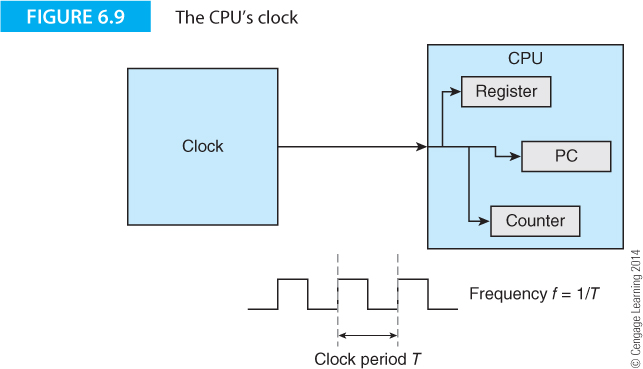 FIGURE 6.9 The CPU's clock
CPU
Register
Clock
PC
Counter
Frequency f = 1/T
Clock period T
© Cengage Learning 2014